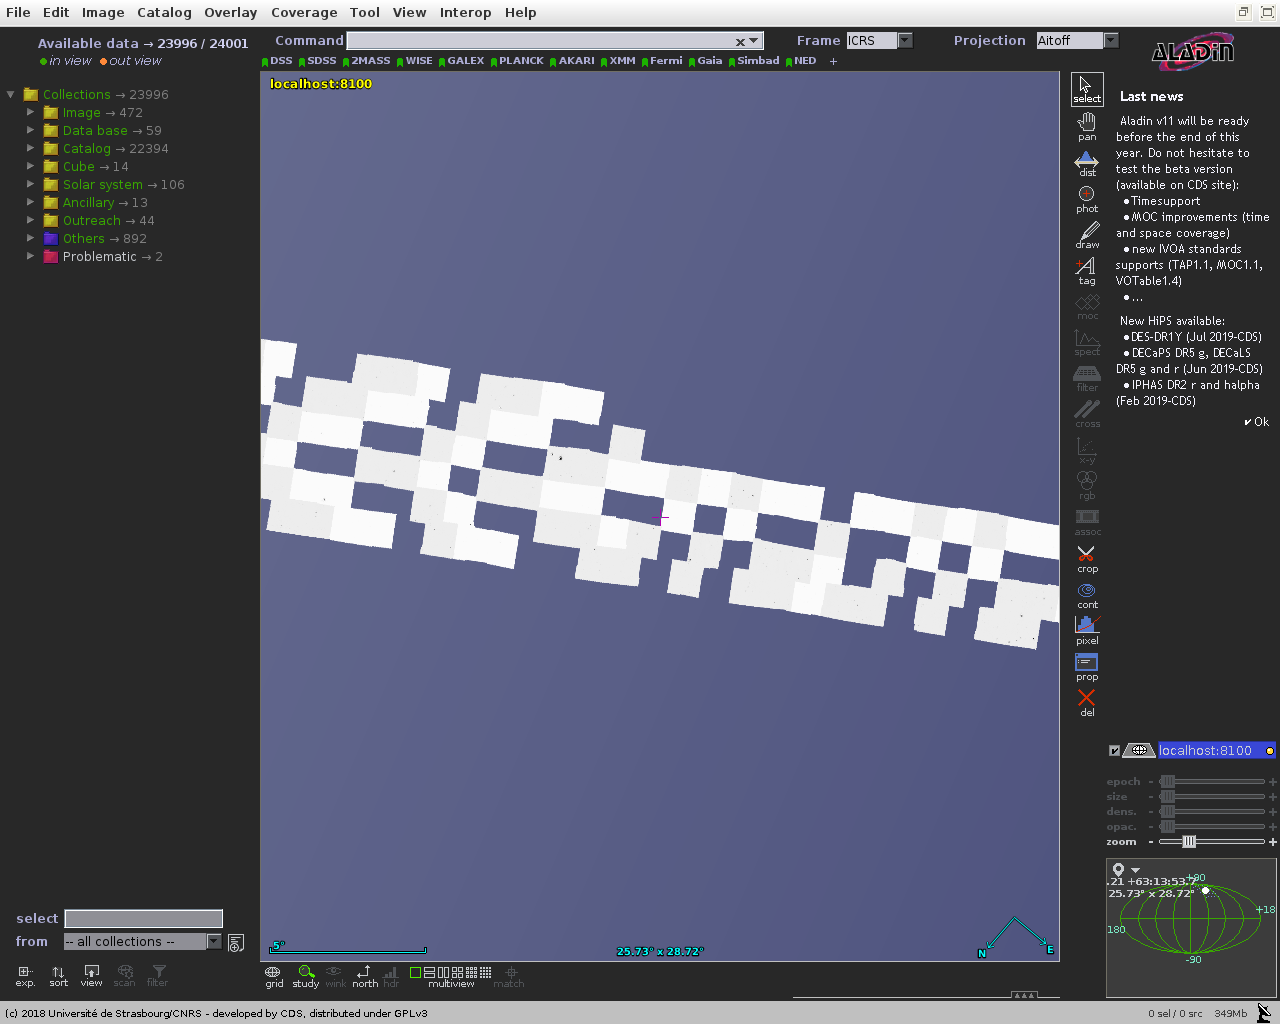 File Edit Image Catalog Overlay Coverage Tool View Interop Help
Available data → 23996 / 24001
in view out view
Command
Frame ICRS
Projection Aitoff
ALADIN
DSS SDSS 2MASS WISE GALEX PLANCK AKARI XMM Fermi Gaia Simbad NED +
Collections → 23996
Image → 472
Data base → 59
Catalog → 22394
Cube → 14
Solar system → 106
Ancillary → 13
Outreach → 44
Others → 892
Problematic → 2
localhost:8100
5°
25.73° x 28.72°
N
E
select
pan
dist
phot
draw
tag
moc
spect
filter
cross
x-y
rgb
assoc
crop
cont
pixel
prop
del
Last news
Aladin v11 will be ready
before the end of this
year. Do not hesitate to
test the beta version
(available on CDS site):
•Timesupport
•MOC improvements (time
and space coverage)
•new IVOA standards
supports (TAP1.1, MOC1.1,
VOTable1.4)
•...
New HiPS available:
•DES-DR1Y (Jul 2019-CDS)
•DECaPS DR5 g, DECaLS
DR5 g and r (Jun 2019-CDS)
•IPHAS DR2 r and halpha
(Feb 2019-CDS)
✔Ok
localhost:8100
epoch - +
size - +
dens. - +
opac. - +
zoom - +
+90
.21 +63:13:53.7
25.73° x 28.72°
+18
180
-90
select
from -- all collections --
exp. sort view scan filter
grid study wink north hdr multiview match
(c) 2018 Université de Strasbourg/CNRS - developed by CDS, distributed under GPLv3
0 sel / 0 src 349Mb